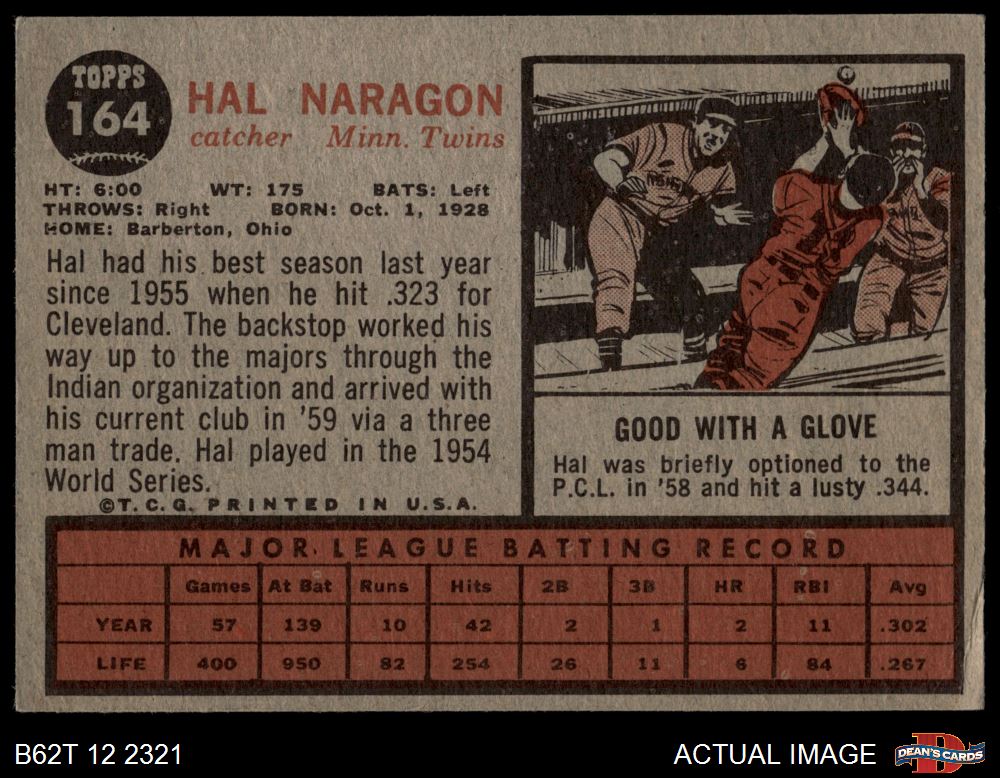 TOPPS
164
HAL NARAGON
catcher Minn. Twins
HT: 6:00 WT: 175 BATS: Left
THROWS: Right BORN: Oct. 1, 1928
HOME: Barberton, Ohio
Hal had his best season last year
since 1955 when he hit .323 for
Cleveland. The backstop worked his
way up to the majors through the
Indian organization and arrived with
his current club in '59 via a three
man trade. Hal played in the 1954
World Series.
©T.C.G. PRINTED IN U.S.A.
GOOD WITH A GLOVE
Hal was briefly optioned to the
P.C.L. in '58 and hit a lusty .344.
MAJOR LEAGUE BATTING RECORD
Games At Bat Runs Hits 2B 3B HR RBI Avg
YEAR 57 139 10 42 2 1 2 11 .302
LIFE 400 950 82 254 26 11 6 84 .267
B62T 12 2321
ACTUAL IMAGE
DEAN'S CARDS